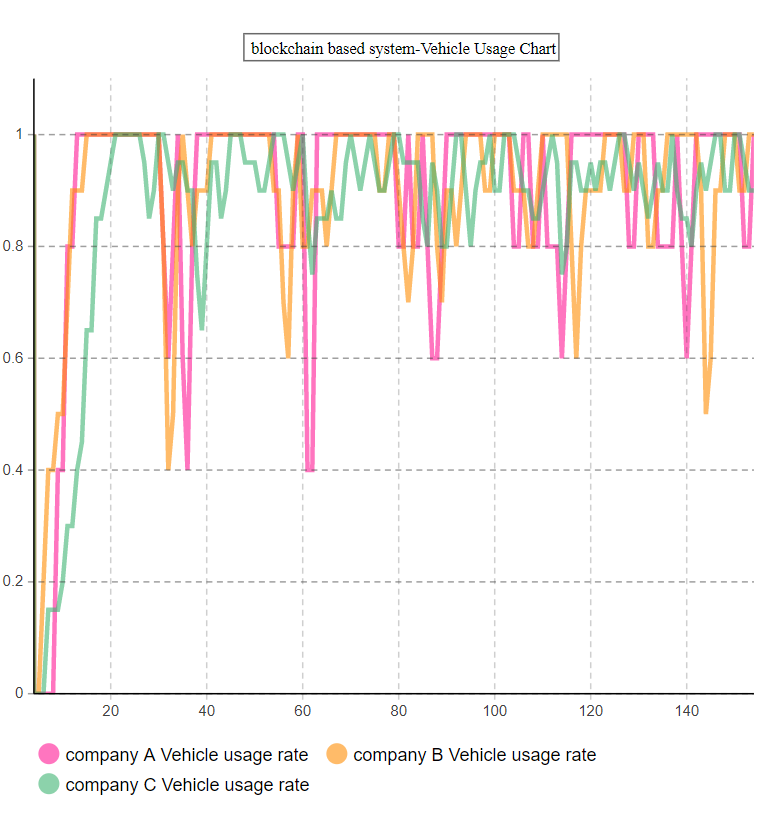 blockchain based system-Vehicle Usage Chart
1
0.8
0.6
0.4
0.2
0
20 40 60 80 100 120 140
company A Vehicle usage rate company B Vehicle usage rate
company C Vehicle usage rate